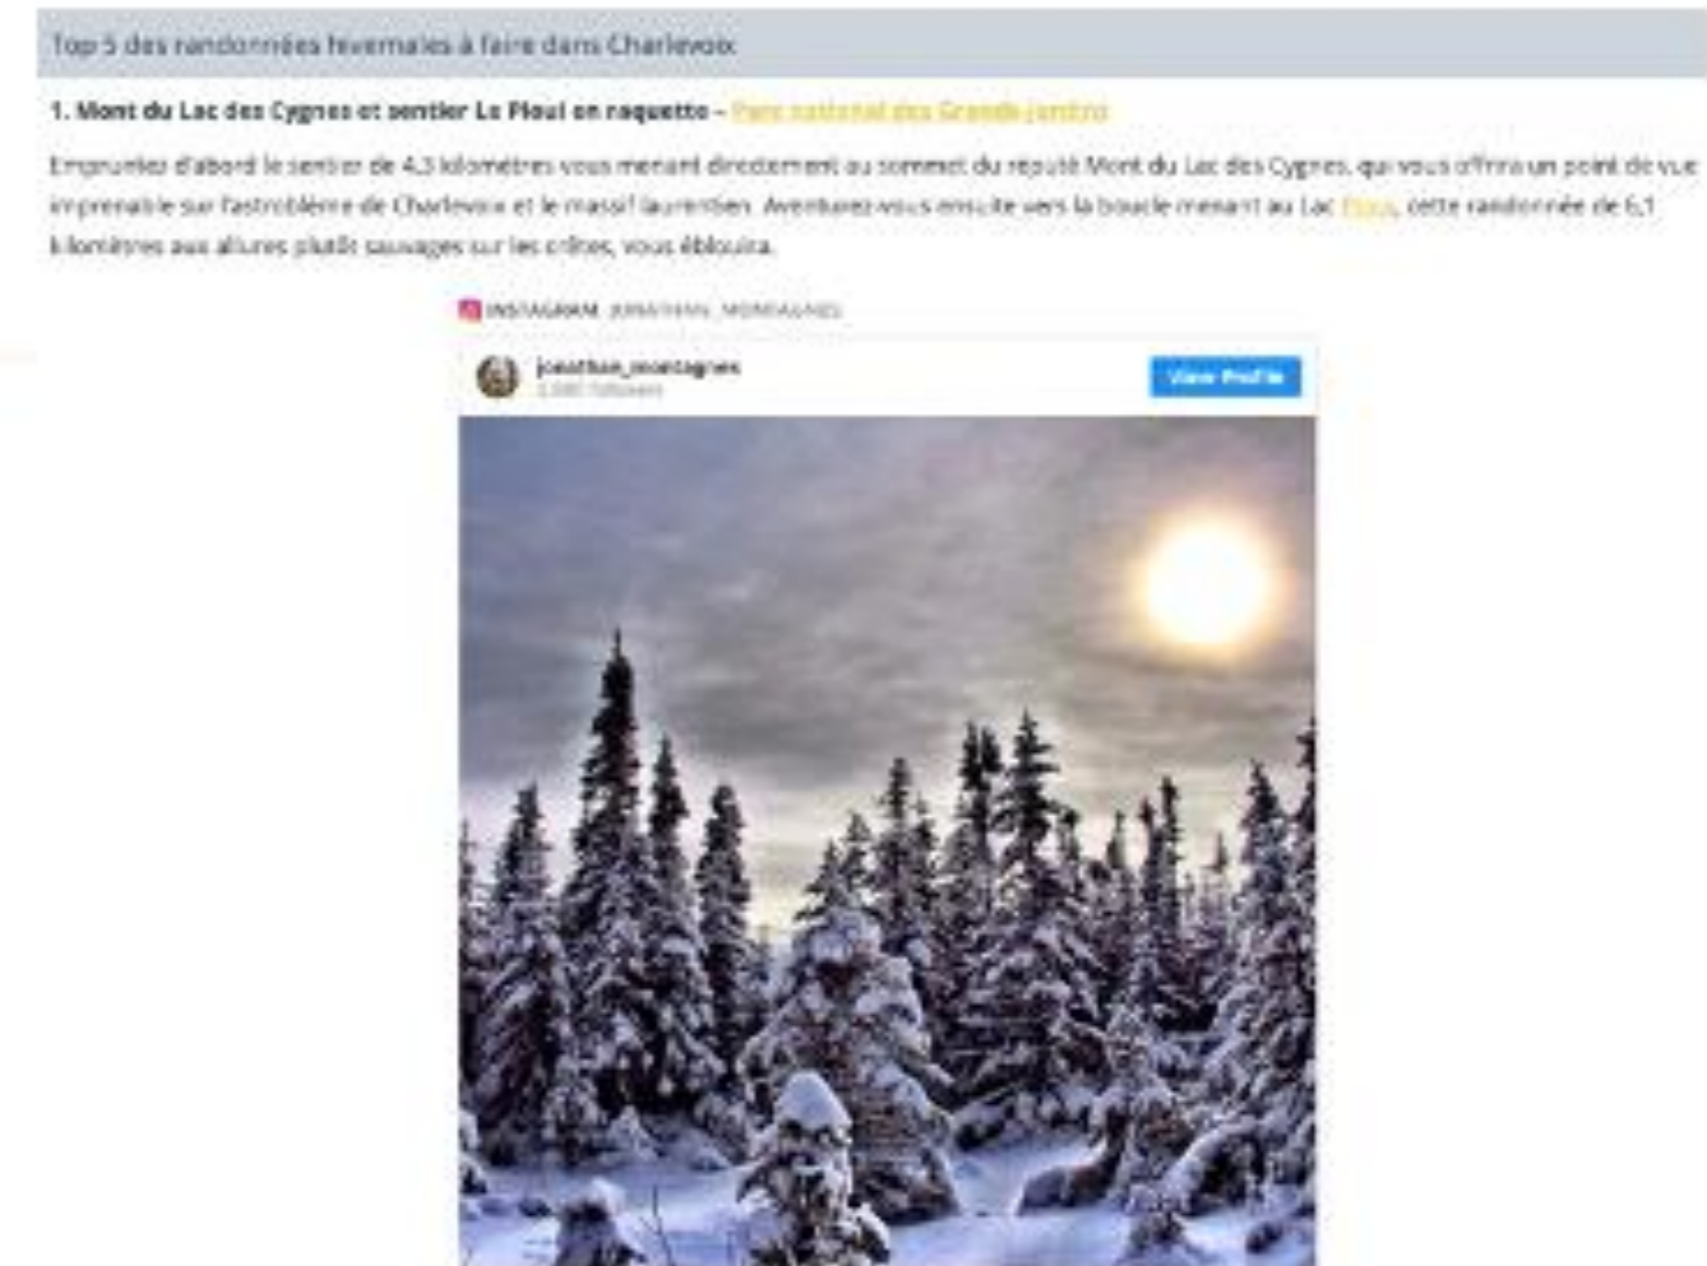 Top 5 des randonnées hivernales à faire dans Charlevoix
1. Mont du Lac des Cygnes et sentier Le Pioui en raquette – Parc national des Grands-Jardins
Empruntez d'abord le sentier de 4,3 kilomètres vous menant directement au sommet du réputé Mont du Lac des Cygnes, qui vous offrira un point de vue
imprenable sur l'astroblème de Charlevoix et le massif laurentien. Aventurez-vous ensuite vers la boucle menant au Lac Pioui, cette randonnée de 6,1
kilomètres aux allures plutôt sauvages sur les crêtes, vous éblouira.
INSTAGRAM JONATHAN_MONTAGNES
jonathan_montagnes
followers
View Profile